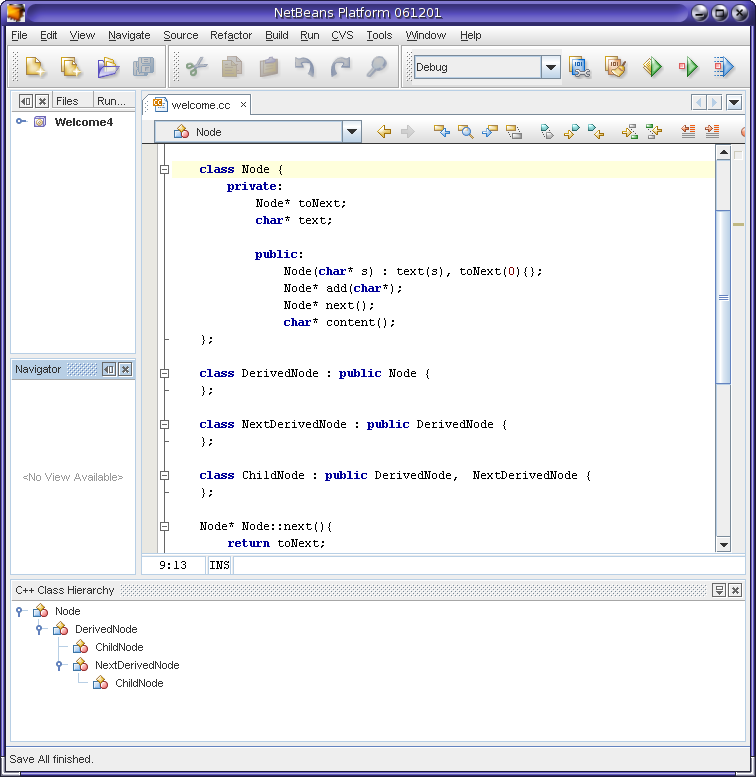 NetBeans Platform 061201
File Edit View Navigate Source Refactor Build Run CVS Tools Window Help
Debug
Files Run...
Welcome4
welcome.cc
Node
class Node {
private:
Node* toNext;
char* text;
public:
Node(char* s) : text(s), toNext(0){};
Node* add(char*);
Node* next();
char* content();
};
class DerivedNode : public Node {
};
class NextDerivedNode : public DerivedNode {
};
class ChildNode : public DerivedNode,  NextDerivedNode {
};
Node* Node::next(){
return toNext;
9:13 INS
Navigator
<No View Available>
C++ Class Hierarchy
Node
DerivedNode
ChildNode
NextDerivedNode
ChildNode
Save All finished.